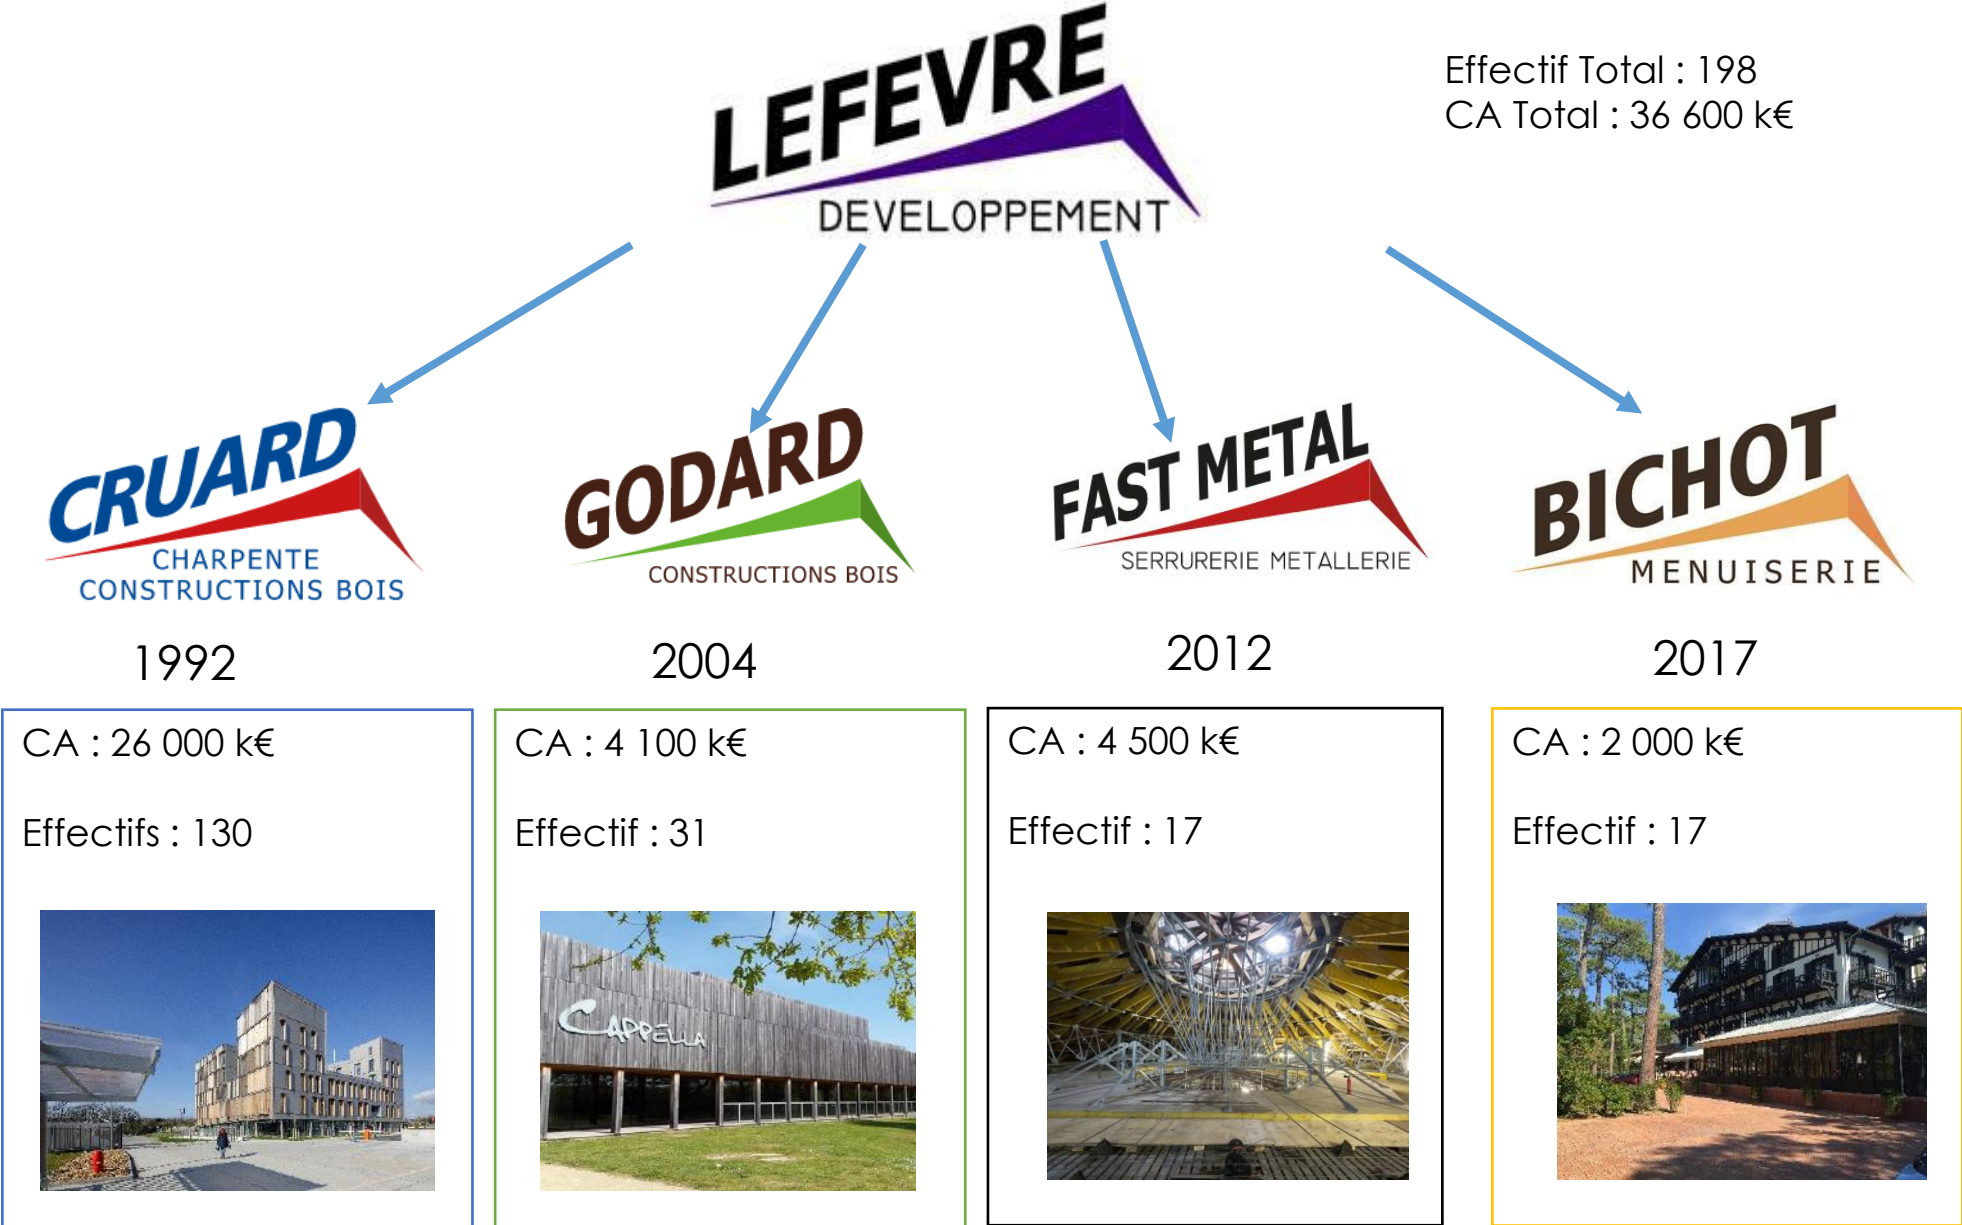 LEFEVRE
DEVELOPPEMENT
Effectif Total : 198
CA Total : 36 600 k€
CRUARD
CHARPENTE
CONSTRUCTIONS BOIS
1992
CA : 26 000 k€
Effectifs : 130
GODARD
CONSTRUCTIONS BOIS
2004
CA : 4 100 k€
Effectif : 31
CAPPELLA
FAST METAL
SERRURERIE METALLERIE
2012
CA : 4 500 k€
Effectif : 17
BICHOT
MENUISERIE
2017
CA : 2 000 k€
Effectif : 17